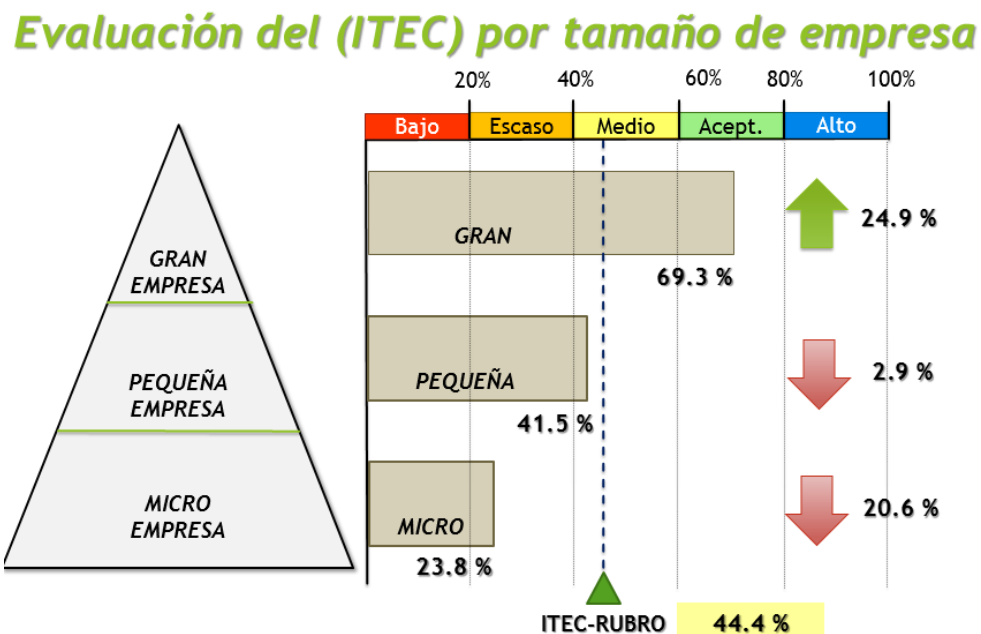 Evaluación del (ITEC) por tamaño de empresa
20% 40% 60% 80% 100%
Bajo Escaso Medio Acept. Alto
GRAN
EMPRESA
GRAN
24.9 %
69.3 %
PEQUEÑA
EMPRESA
PEQUEÑA
2.9 %
41.5 %
MICRO
EMPRESA
MICRO
20.6 %
23.8 %
ITEC-RUBRO 44.4 %